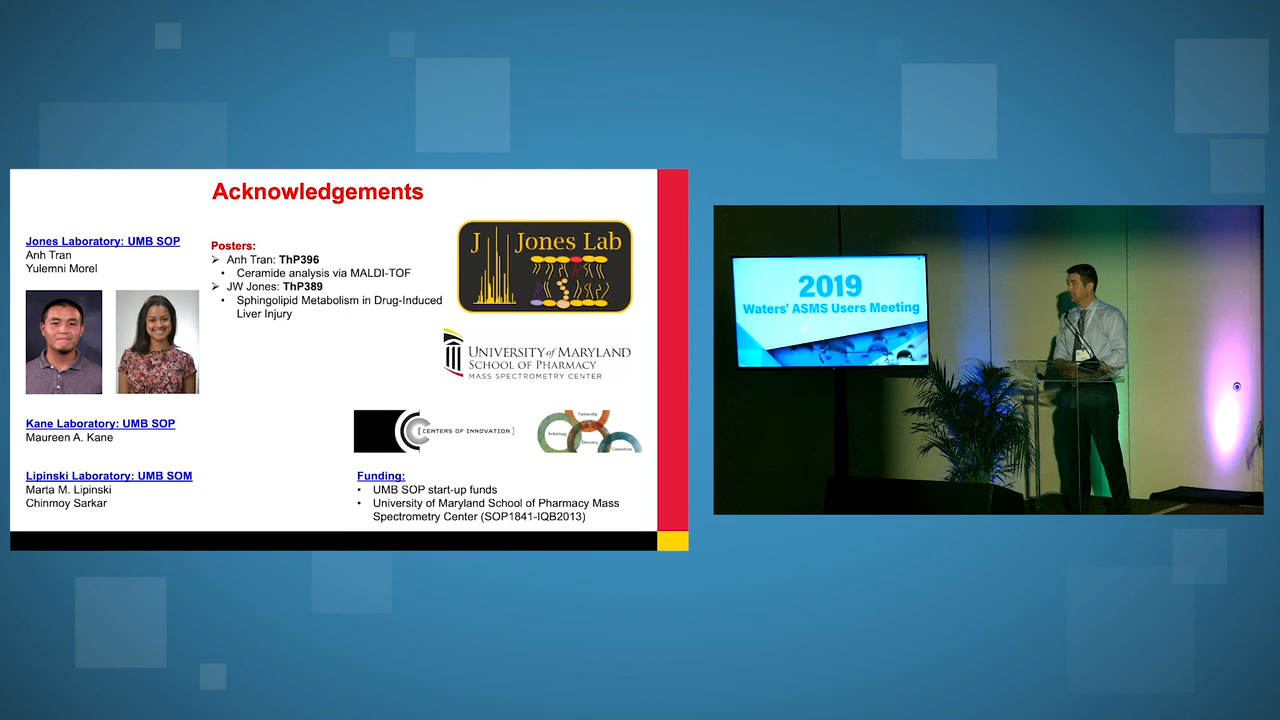 Acknowledgements
Jones Laboratory: UMB SOP
Anh Tran
Yulemni Morel
Posters:
➢ Anh Tran: ThP396
• Ceramide analysis via MALDI-TOF
➢ JW Jones: ThP389
• Sphingolipid Metabolism in Drug-Induced
Liver Injury
J Jones Lab
UNIVERSITY of MARYLAND
SCHOOL OF PHARMACY
MASS SPECTROMETRY CENTER
Kane Laboratory: UMB SOP
Maureen A. Kane
[CENTERS OF INNOVATION]
Partnership
Technology
Discovery
Connections
Lipinski Laboratory: UMB SOM
Marta M. Lipinski
Chinmoy Sarkar
Funding:
• UMB SOP start-up funds
• University of Maryland School of Pharmacy Mass
Spectrometry Center (SOP1841-IQB2013)
2019
Waters' ASMS Users Meeting